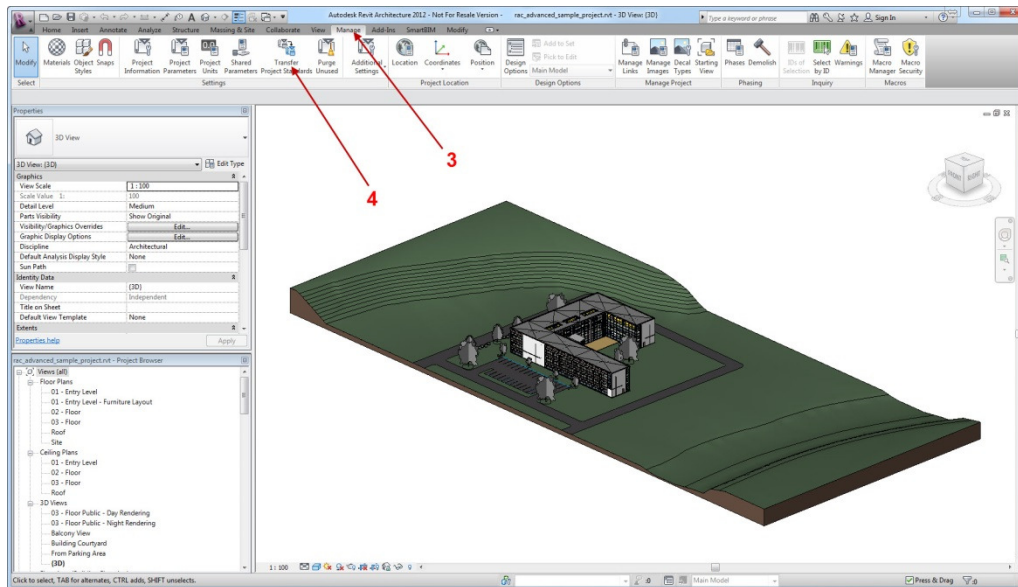 Autodesk Revit Architecture 2012 - Not For Resale Version - rac_advanced_sample_project.rvt - 3D View: {3D}
Type a keyword or phrase
Sign In
Home Insert Annotate Analyze Structure Massing & Site Collaborate View Manage Add-Ins SmartBIM Modify
Modify Materials Object Styles Snaps Project Information Project Parameters Project Units Shared Parameters Transfer Project Standards Purge Unused Additional Settings Location Coordinates Position Design Options Add to Set Pick to Edit Main Model Manage Links Manage Images Decal Types Starting View Phases Demolish IDs of Selection Select by ID Warnings Macro Manager Macro Security
Select Settings Project Location Design Options Manage Project Phasing Inquiry Macros
3
4
Properties
3D View
3D View: {3D} Edit Type
Graphics
View Scale 1 : 100
Scale Value 1: 100
Detail Level Medium
Parts Visibility Show Original
Visibility/Graphics Overrides Edit...
Graphic Display Options Edit...
Discipline Architectural
Default Analysis Display Style None
Sun Path
Identity Data
View Name {3D}
Dependency Independent
Title on Sheet
Default View Template None
Extents
Properties help Apply
rac_advanced_sample_project.rvt - Project Browser
Views (all)
Floor Plans
01 - Entry Level
01 - Entry Level - Furniture Layout
02 - Floor
03 - Floor
Roof
Site
Ceiling Plans
01 - Entry Level
02 - Floor
03 - Floor
Roof
3D Views
03 - Floor Public - Day Rendering
03 - Floor Public - Night Rendering
Balcony View
Building Courtyard
From Parking Area
{3D}
1 : 100
Click to select, TAB for alternates, CTRL adds, SHIFT unselects.
:0 Main Model Press & Drag :0